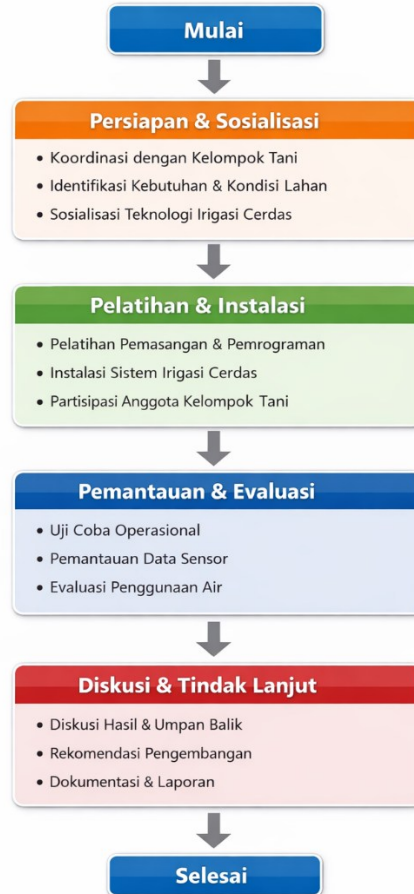 Mulai
Persiapan & Sosialisasi
• Koordinasi dengan Kelompok Tani
• Identifikasi Kebutuhan & Kondisi Lahan
• Sosialisasi Teknologi Irigasi Cerdas
Pelatihan & Instalasi
• Pelatihan Pemasangan & Pemrograman
• Instalasi Sistem Irigasi Cerdas
• Partisipasi Anggota Kelompok Tani
Pemantauan & Evaluasi
• Uji Coba Operasional
• Pemantauan Data Sensor
• Evaluasi Penggunaan Air
Diskusi & Tindak Lanjut
• Diskusi Hasil & Umpan Balik
• Rekomendasi Pengembangan
• Dokumentasi & Laporan
Selesai